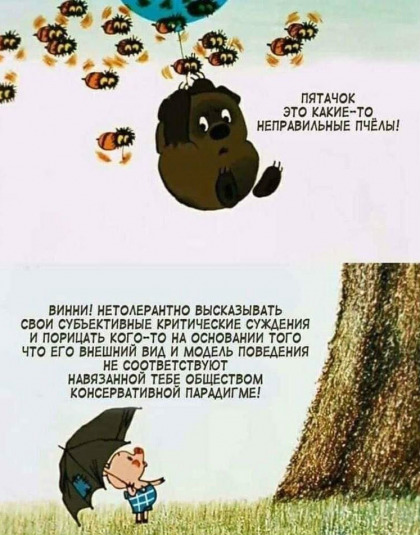 ПЯТАЧОК
ЭТО КАКИЕ-ТО
НЕПРАВИЛЬНЫЕ ПЧЁЛЫ!
ВИННИ! НЕТОЛЕРАНТНО ВЫСКАЗЫВАТЬ
СВОИ СУБЪЕКТИВНЫЕ КРИТИЧЕСКИЕ СУЖДЕНИЯ
И ПОРИЦАТЬ КОГО-ТО НА ОСНОВАНИИ ТОГО
ЧТО ЕГО ВНЕШНИЙ ВИД И МОДЕЛЬ ПОВЕДЕНИЯ
НЕ СООТВЕТСТВУЮТ
НАВЯЗАННОЙ ТЕБЕ ОБЩЕСТВОМ
КОНСЕРВАТИВНОЙ ПАРАДИГМЕ!